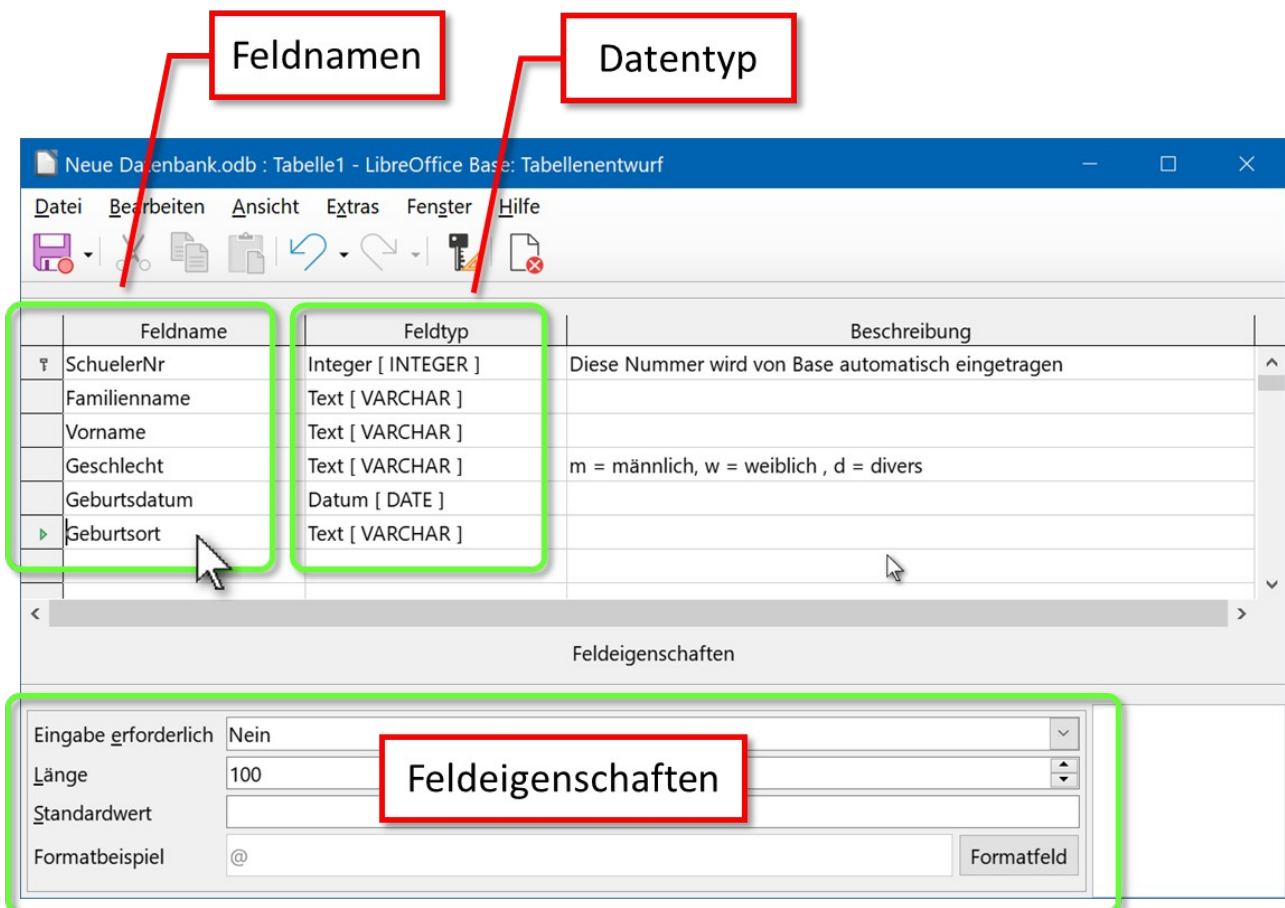 Feldnamen
Datentyp
Neue Datenbank.odb : Tabelle1 - LibreOffice Base: Tabellenentwurf
Datei Bearbeiten Ansicht Extras Fenster Hilfe
Feldname Feldtyp Beschreibung
SchuelerNr Integer [ INTEGER ] Diese Nummer wird von Base automatisch eingetragen
Familienname Text [ VARCHAR ]
Vorname Text [ VARCHAR ]
Geschlecht Text [ VARCHAR ] m = männlich, w = weiblich , d = divers
Geburtsdatum Datum [ DATE ]
Geburtsort Text [ VARCHAR ]
Feldeigenschaften
Eingabe erforderlich Nein
Länge 100
Feldeigenschaften
Standardwert
Formatbeispiel @ Formatfeld